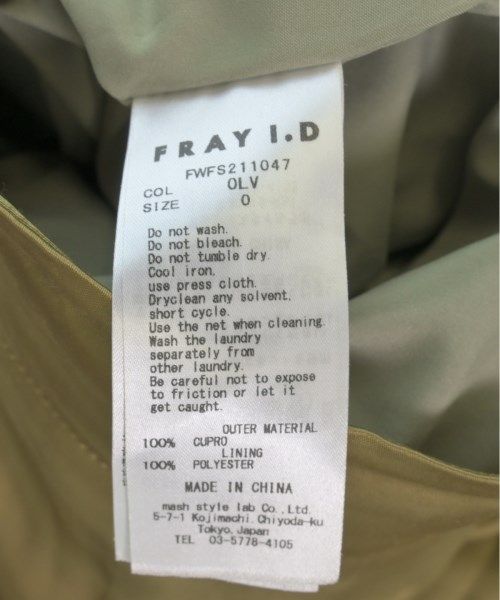 FRAY I.D
FWFS211047
COL OLV
SIZE 0
Do not wash.
Do not bleach.
Do not tumble dry.
Cool iron.
use press cloth.
Dryclean any solvent.
short cycle.
Use the net when cleaning.
Wash the laundry
separately from
other laundry.
Be careful not to expose
to friction or let it
get caught.
OUTER MATERIAL
100% CUPRO
LINING
100% POLYESTER
MADE IN CHINA
mash style lab Co.,Ltd.
5-7-1 Kojimachi.Chiyoda-ku
Tokyo.Japan
TEL 03-5778-4105